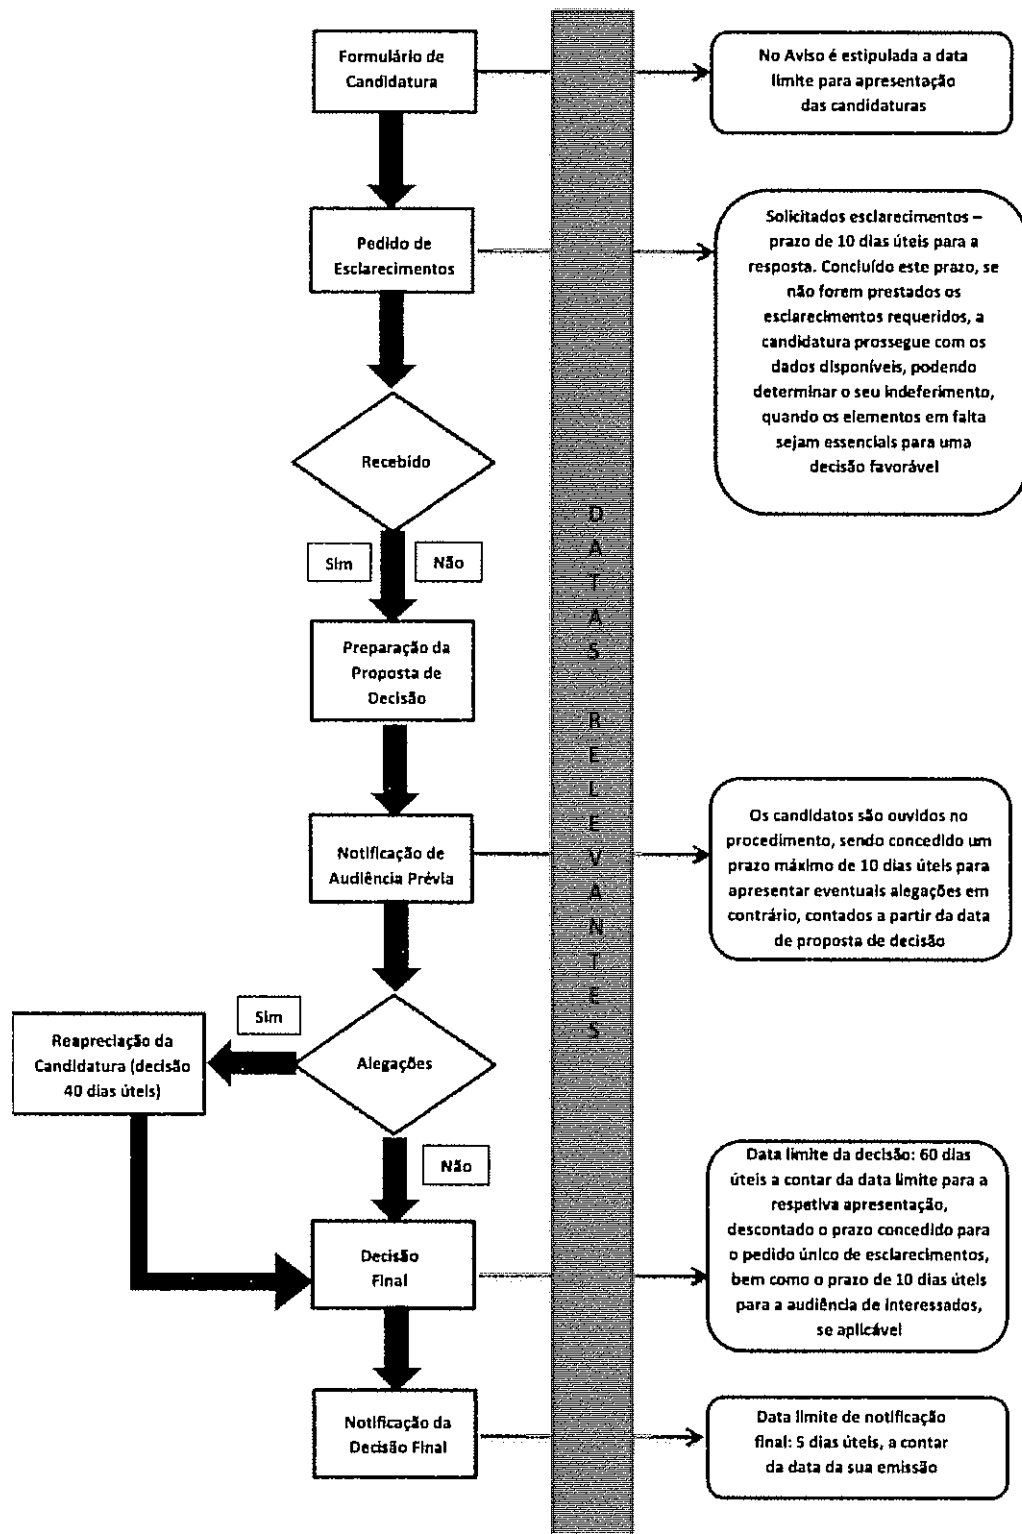 Formulário de
Candidatura
No Aviso é estipulada a data
limite para apresentação
das candidaturas
Pedido de
Esclarecimentos
Solicitados esclarecimentos –
prazo de 10 dias úteis para a
resposta. Concluído este prazo, se
não forem prestados os
esclarecimentos requeridos, a
candidatura prossegue com os
dados disponíveis, podendo
determinar o seu indeferimento,
quando os elementos em falta
sejam essenciais para uma
decisão favorável
Recebido
Sim
Não
Preparação da
Proposta de
Decisão
DATAS RELEVANTES
Notificação de
Audiência Prévia
Os candidatos são ouvidos no
procedimento, sendo concedido um
prazo máximo de 10 dias úteis para
apresentar eventuais alegações em
contrário, contados a partir da data
de proposta de decisão
Alegações
Sim
Reapreciação da
Candidatura (decisão
40 dias úteis)
Não
Decisão
Final
Data limite da decisão: 60 dias
úteis a contar da data limite para a
respetiva apresentação,
descontado o prazo concedido para
o pedido único de esclarecimentos,
bem como o prazo de 10 dias úteis
para a audiência de interessados,
se aplicável
Notificação da
Decisão Final
Data limite de notificação
final: 5 dias úteis, a contar
da data da sua emissão